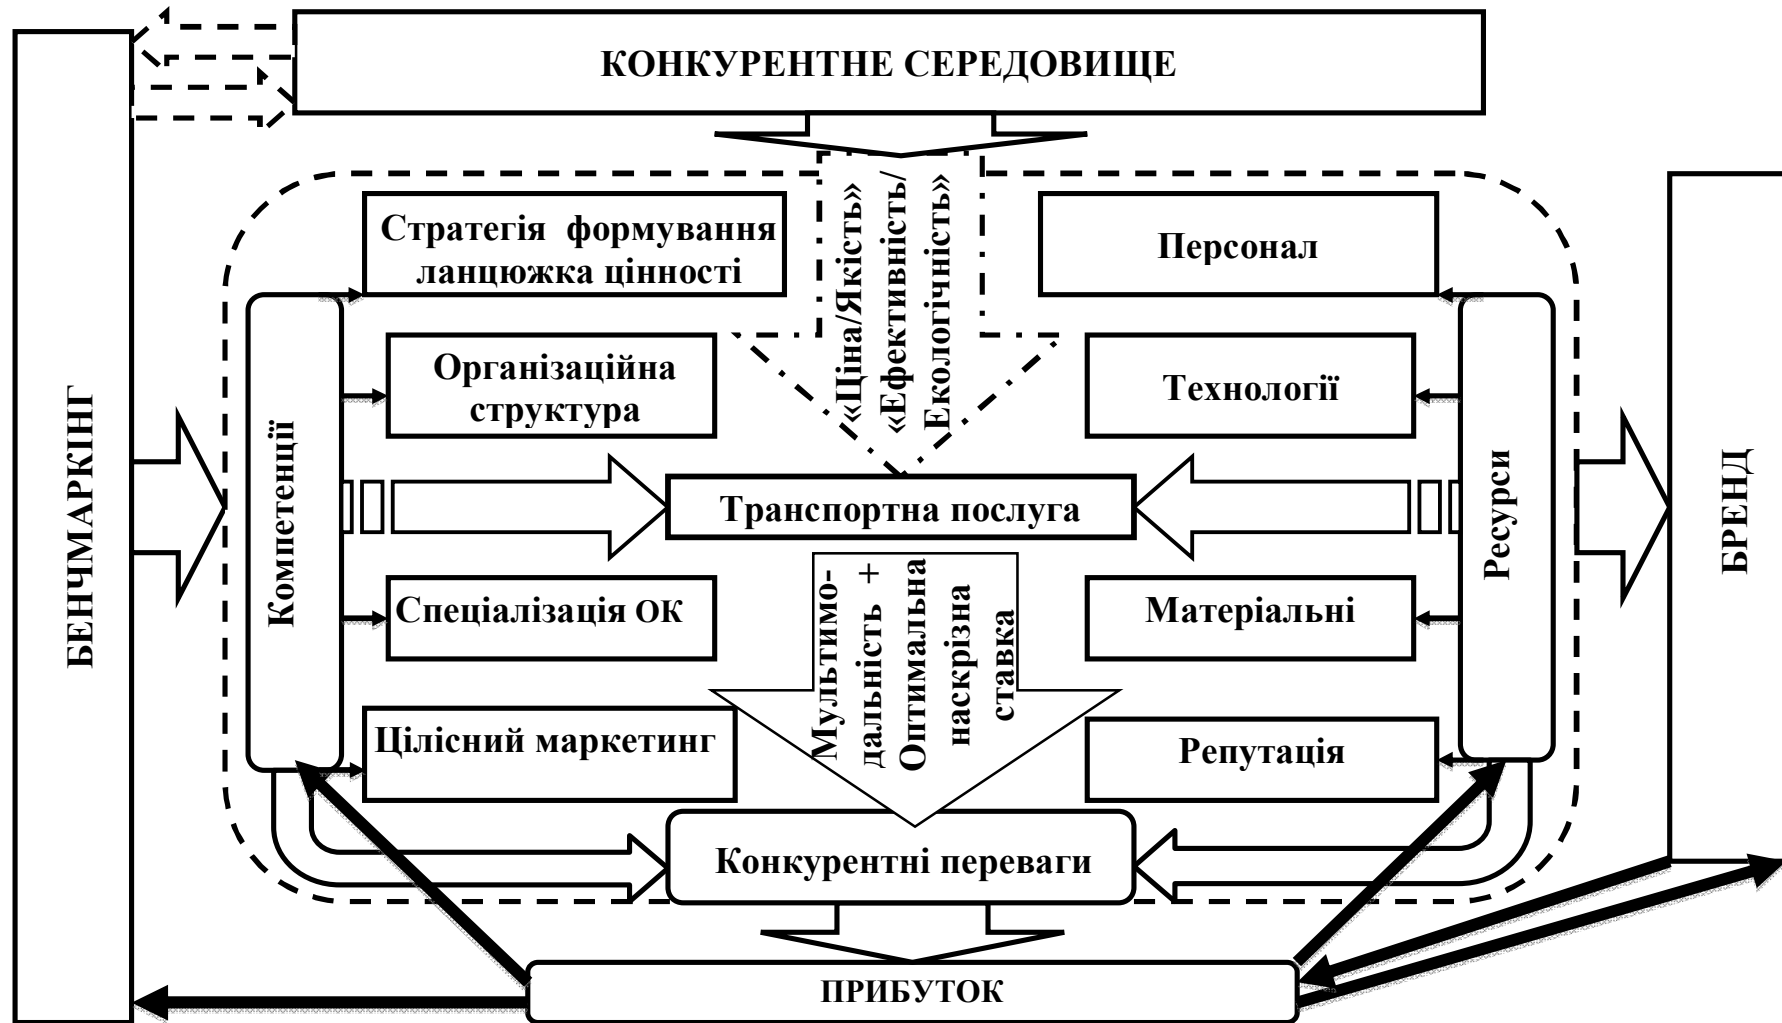 КОНКУРЕНТНЕ СЕРЕДОВИЩЕ
БЕНЧМАРКІНГ
Компетенції
Стратегія формування
ланцюжка цінності
Організаційна
структура
Спеціалізація ОК
Цілісний маркетинг
«Ціна/Якість»
«Ефективність/
Екологічність»
Транспортна послуга
Мультимо-
дальність +
Оптимальна
наскрізна
ставка
Персонал
Технології
Матеріальні
Репутація
Ресурси
БРЕНД
Конкурентні переваги
ПРИБУТОК